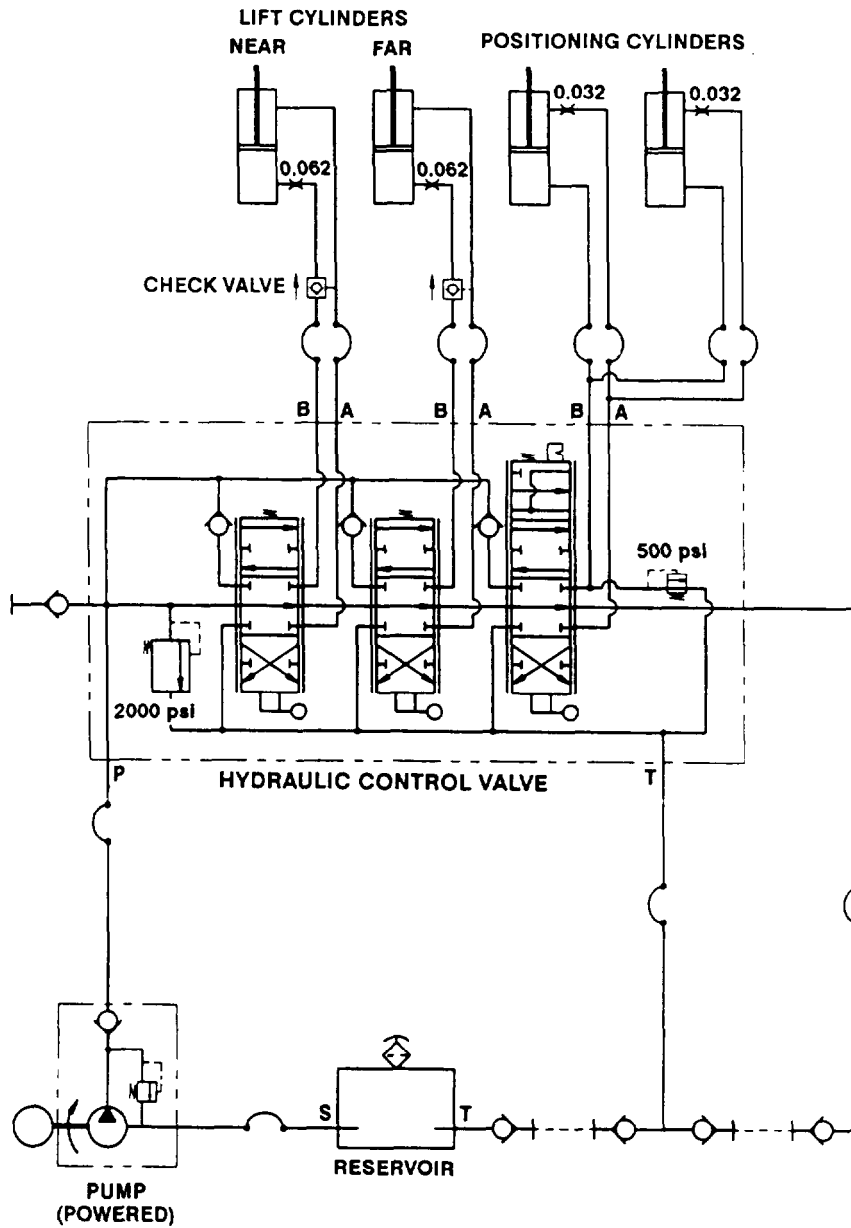 LIFT CYLINDERS
NEAR FAR
POSITIONING CYLINDERS
0.032 0.032
0.062 0.062
CHECK VALVE
B A B A B A
500 psi
2000 psi
P HYDRAULIC CONTROL VALVE T
S T
RESERVOIR
PUMP
(POWERED)